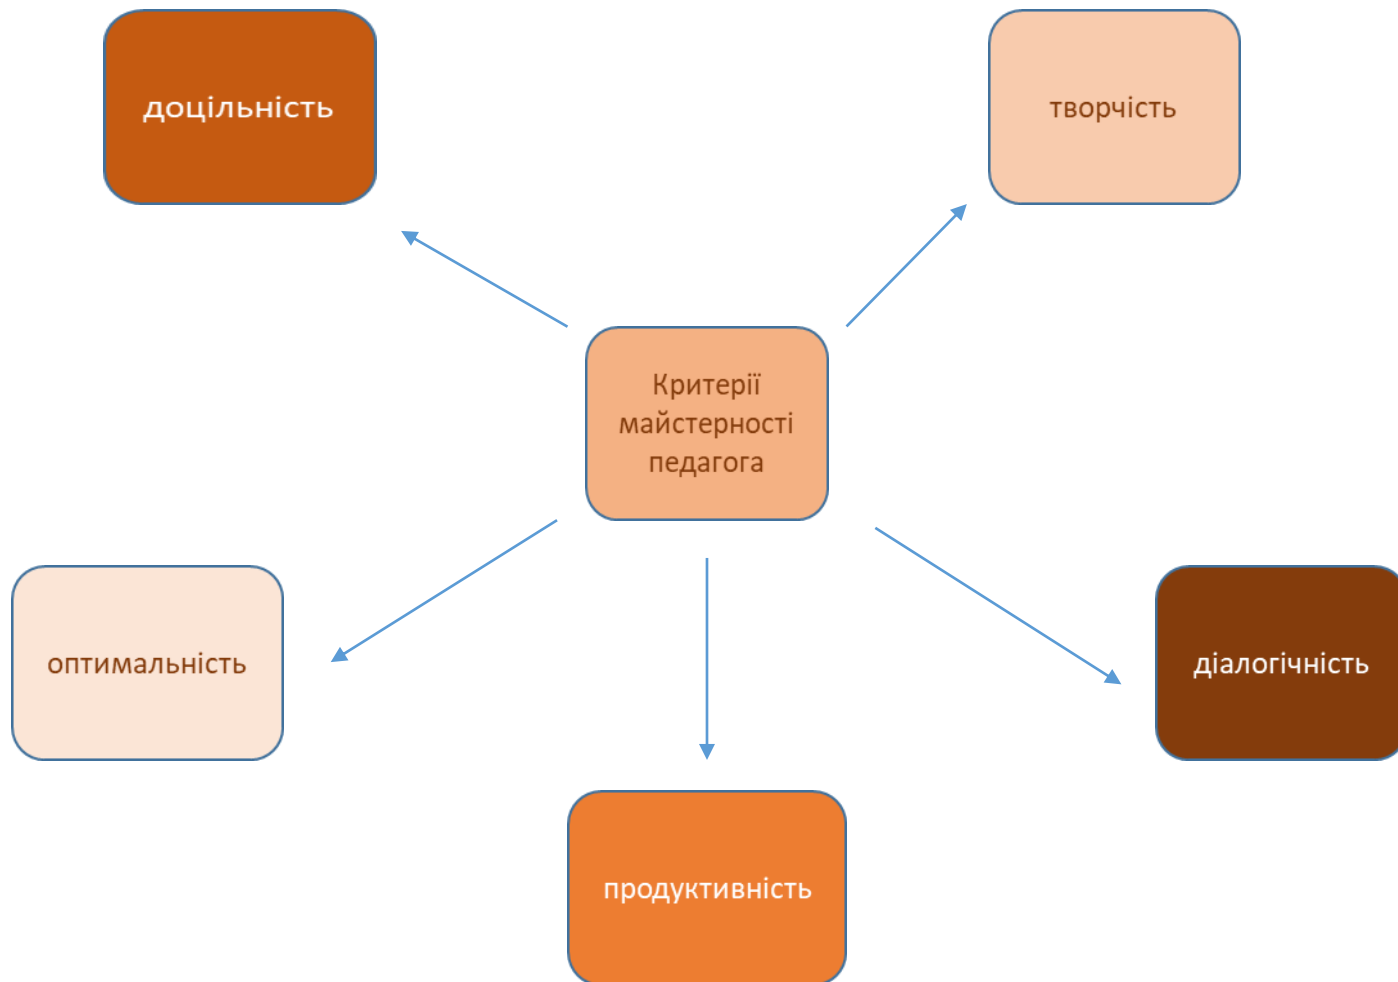 доцільність
творчість
Критерії
майстерності
педагога
оптимальність
діалогічність
продуктивність